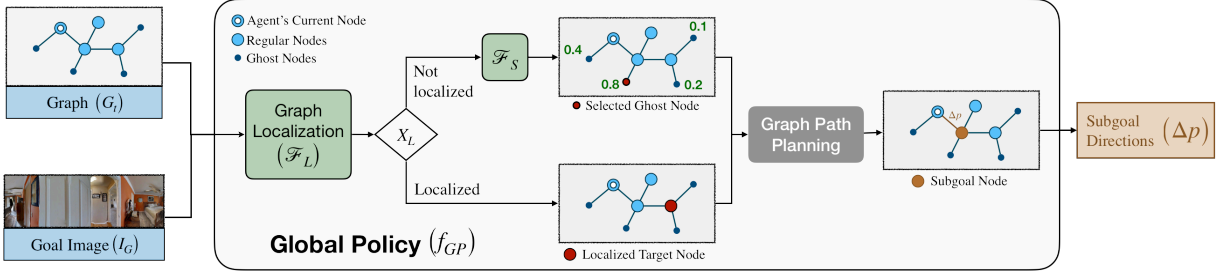 Agent's Current Node
Regular Nodes
Ghost Nodes
Graph (G_t)
Goal Image (I_G)
Graph
Localization
(ℱ_L)
X_L
Not
localized
Localized
ℱ_S
0.4
0.1
0.8
0.2
Selected Ghost Node
Localized Target Node
Graph Path
Planning
Δp
Subgoal Node
Subgoal
Directions (Δp)
Global Policy (f_GP)